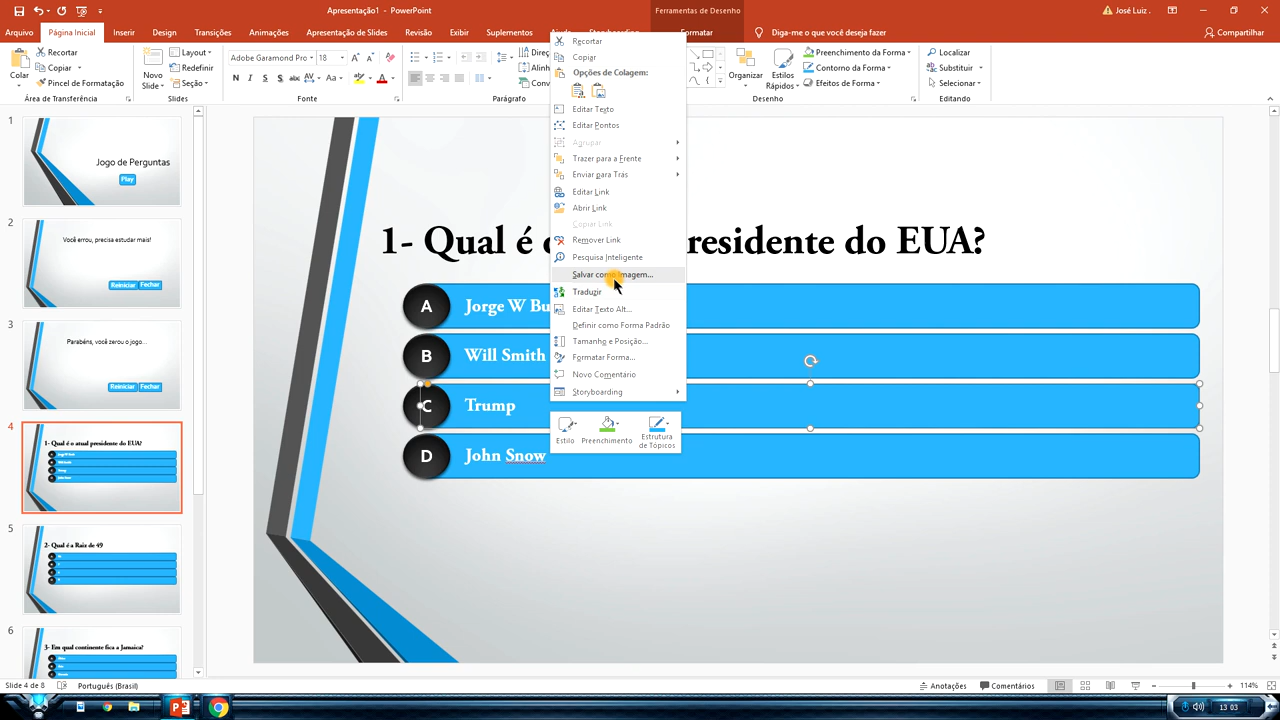 Apresentação1 - PowerPoint
Ferramentas de Desenho
José Luiz .
Arquivo
Página Inicial
Inserir
Design
Transições
Animações
Apresentação de Slides
Revisão
Exibir
Suplementos
Formatar
Diga-me o que você deseja fazer
Compartilhar
Colar
Recortar
Copiar
Pincel de Formatação
Área de Transferência
Novo
Slide
Layout
Redefinir
Seção
Slides
Adobe Garamond Pro
18
N I S S abc AV Aa A
Fonte
Parágrafo
Organizar
Estilos
Rápidos
Preenchimento da Forma
Contorno da Forma
Efeitos de Forma
Desenho
Localizar
Substituir
Selecionar
Editando
Recortar
Copiar
Opções de Colagem:
Editar Texto
Editar Pontos
Agrupar
Trazer para a Frente
Enviar para Trás
Editar Link
Abrir Link
Copiar Link
Remover Link
Pesquisa Inteligente
Salvar como Imagem...
Traduzir
Editar Texto Alt...
Definir como Forma Padrão
Tamanho e Posição...
Formatar Forma...
Novo Comentário
Storyboarding
Estilo
Preenchimento
Estrutura
de Tópicos
1
Jogo de Perguntas
Play
2
Você errou, precisa estudar mais!
Reiniciar
Fechar
3
Parabéns, você zerou o jogo...
Reiniciar
Fechar
4
1- Qual é o atual presidente do EUA?
5
2- Qual é a Raiz de 49
6
3- Em qual continente fica a Jamaica?
1- Qual é o
residente do EUA?
A Jorge W Bu
B Will Smith
C Trump
D John Snow
Slide 4 de 8
Português (Brasil)
Anotações
Comentários
114%
13 03